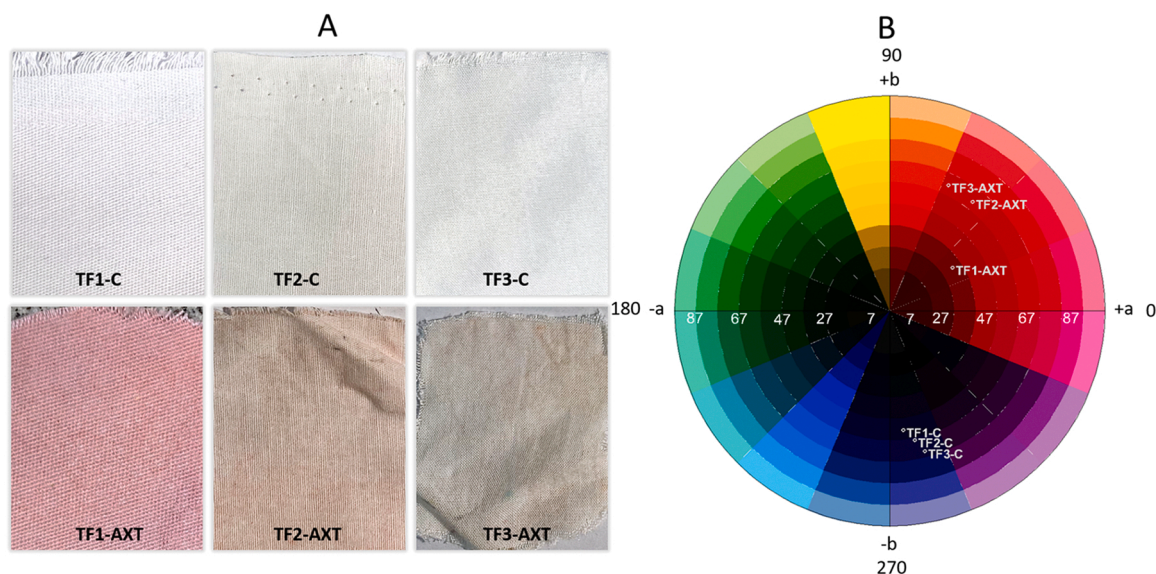 A
TF1-C
TF2-C
TF3-C
TF1-AXT
TF2-AXT
TF3-AXT
B
90
+b
°TF3-AXT
°TF2-AXT
°TF1-AXT
180 -a
87 67 47 27 7 7 27 47 67 87
+a 0
°TF1-C
°TF2-C
°TF3-C
-b
270